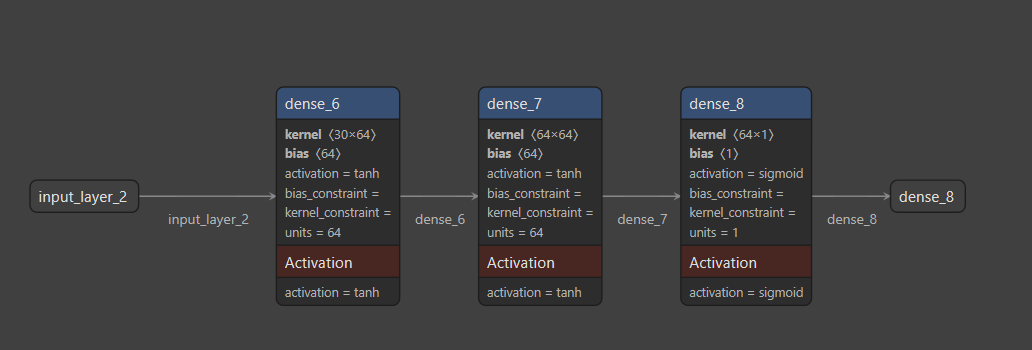 input_layer_2
input_layer_2
dense_6
kernel ⟨30×64⟩
bias ⟨64⟩
activation = tanh
bias_constraint =
kernel_constraint =
units = 64
Activation
activation = tanh
dense_6
dense_7
kernel ⟨64×64⟩
bias ⟨64⟩
activation = tanh
bias_constraint =
kernel_constraint =
units = 64
Activation
activation = tanh
dense_7
dense_8
kernel ⟨64×1⟩
bias ⟨1⟩
activation = sigmoid
bias_constraint =
kernel_constraint =
units = 1
Activation
activation = sigmoid
dense_8
dense_8